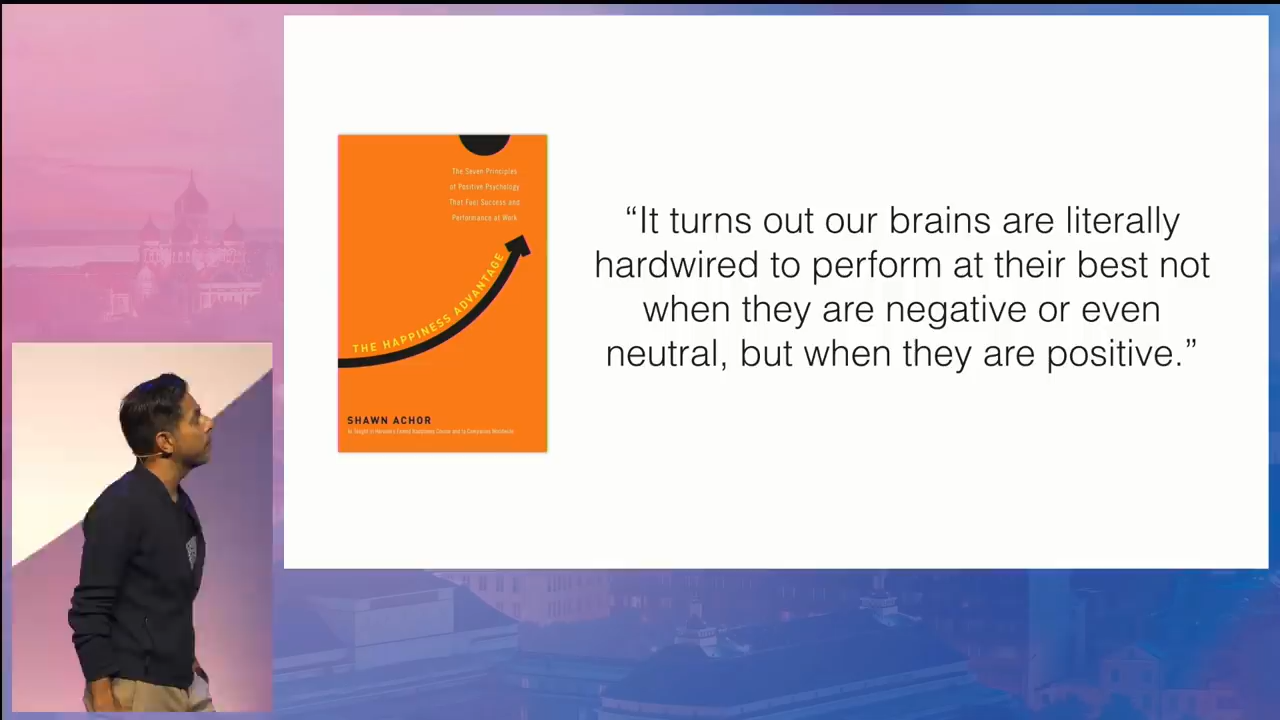 The Seven Principles
of Positive Psychology
That Fuel Success and
Performance at Work
THE HAPPINESS ADVANTAGE
SHAWN ACHOR
“It turns out our brains are literally
hardwired to perform at their best not
when they are negative or even
neutral, but when they are positive.”